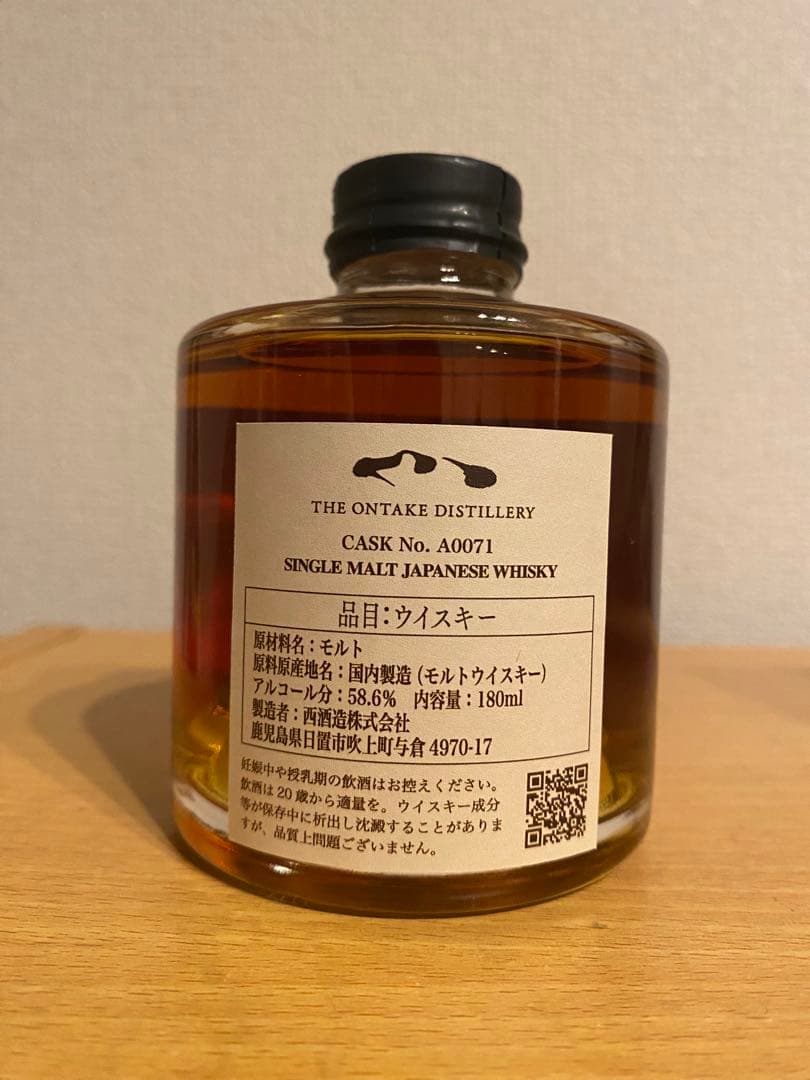 THE ONTAKE DISTILLERY
CASK No. A0071
SINGLE MALT JAPANESE WHISKY
品目：ウイスキー
原材料名：モルト
原料原産地名：国内製造（モルトウイスキー）
アルコール分：58.6% 内容量：180ml
製造者：西酒造株式会社
鹿児島県日置市吹上町与倉 4970-17
妊娠中や授乳期の飲酒はお控えください。
飲酒は20歳から適量を。ウイスキー成分
等が保存中に析出し沈澱することがありま
すが、品質上問題ございません。